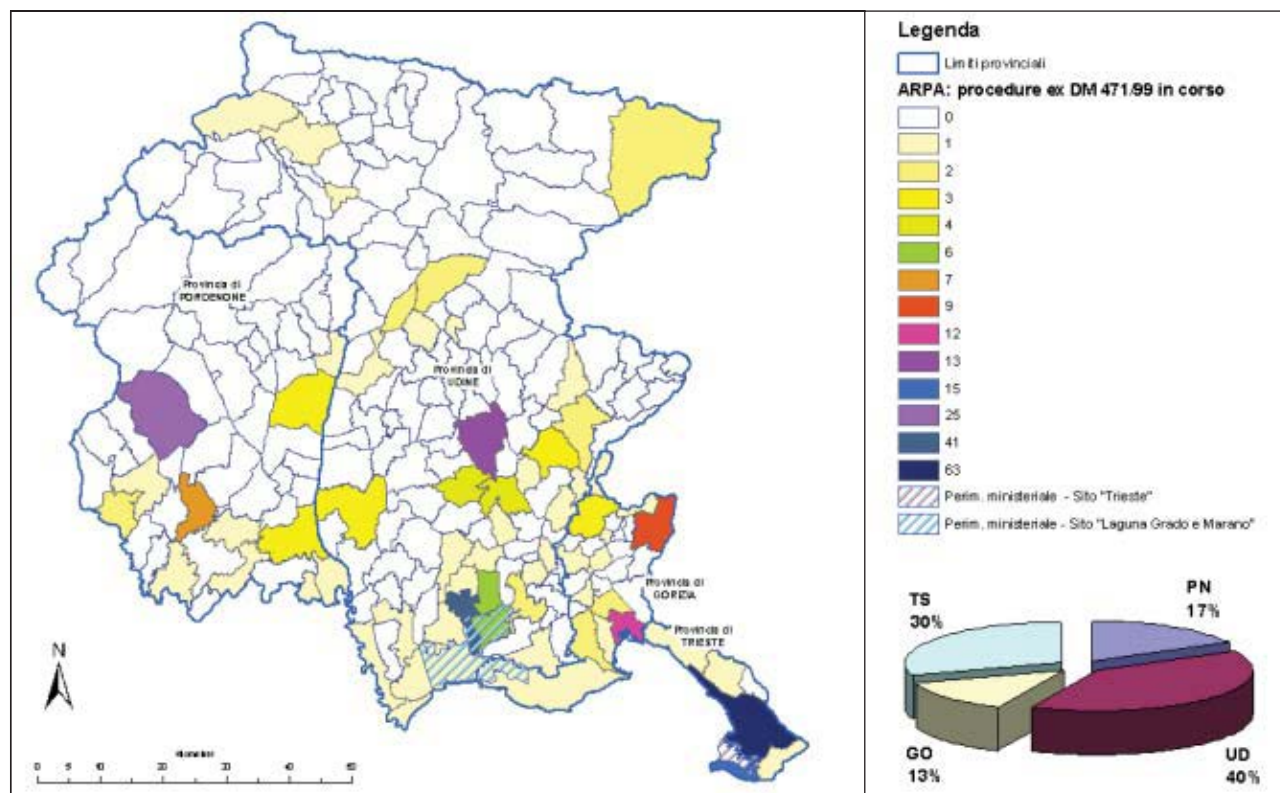 Provincia di
PORDENONE
Provincia di
UDINE
Provincia di
GORIZIA
Provincia di
TRIESTE
N
Kilometri
0 5 10 20 30 40 50
Legenda
Limiti provinciali
ARPA: procedure ex DM 471.99 in corso
0
1
2
3
4
6
7
9
12
13
15
25
41
63
Perim. ministeriale - Sito "Trieste"
Perim. ministeriale - Sito "Laguna Grado e Marano"
TS
30%
PN
17%
GO
13%
UD
40%